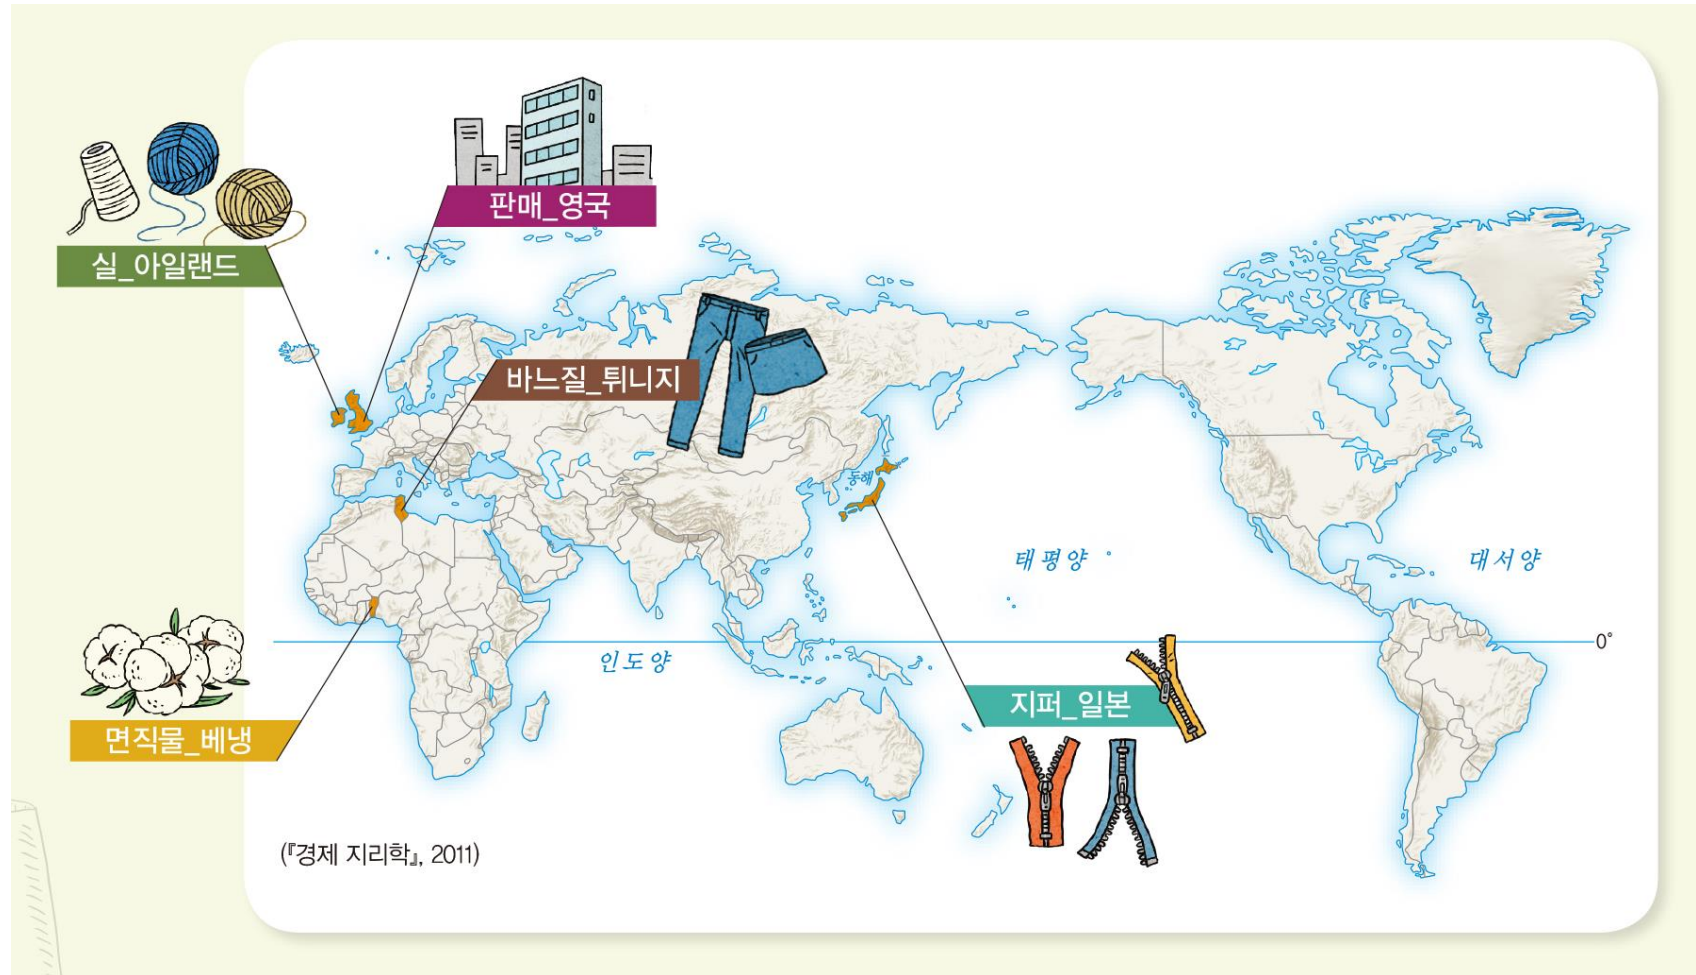 판매_영국
실_아일랜드
바느질_튀니지
동해
태평양
대서양
0°
인도양
지퍼_일본
면직물_베냉
(『경제 지리학』, 2011)